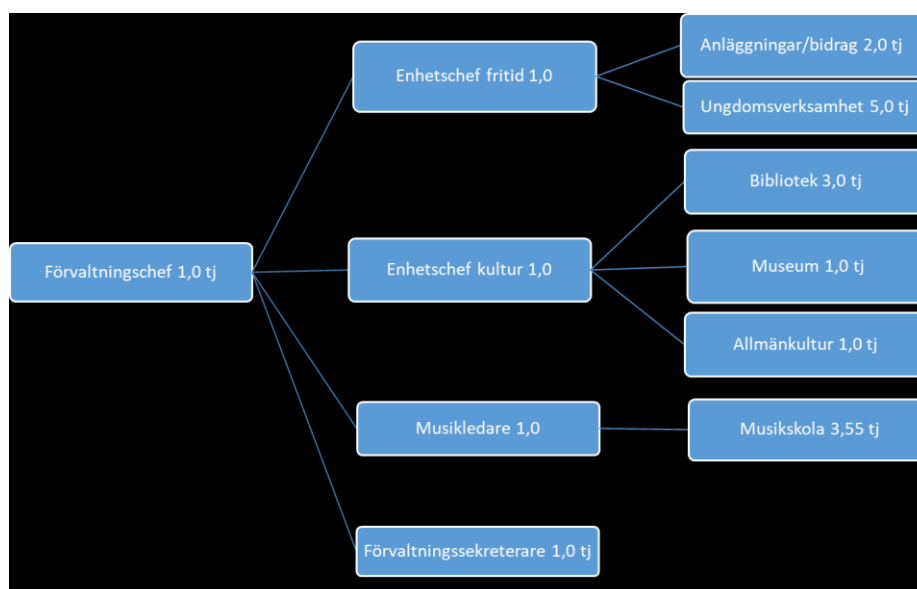 Förvaltningschef 1,0 tj
Enhetschef fritid 1,0
Anläggningar/bidrag 2,0 tj
Ungdomsverksamhet 5,0 tj
Enhetschef kultur 1,0
Bibliotek 3,0 tj
Museum 1,0 tj
Allmänkultur 1,0 tj
Musikledare 1,0
Musikskola 3,55 tj
Förvaltningssekreterare 1,0 tj